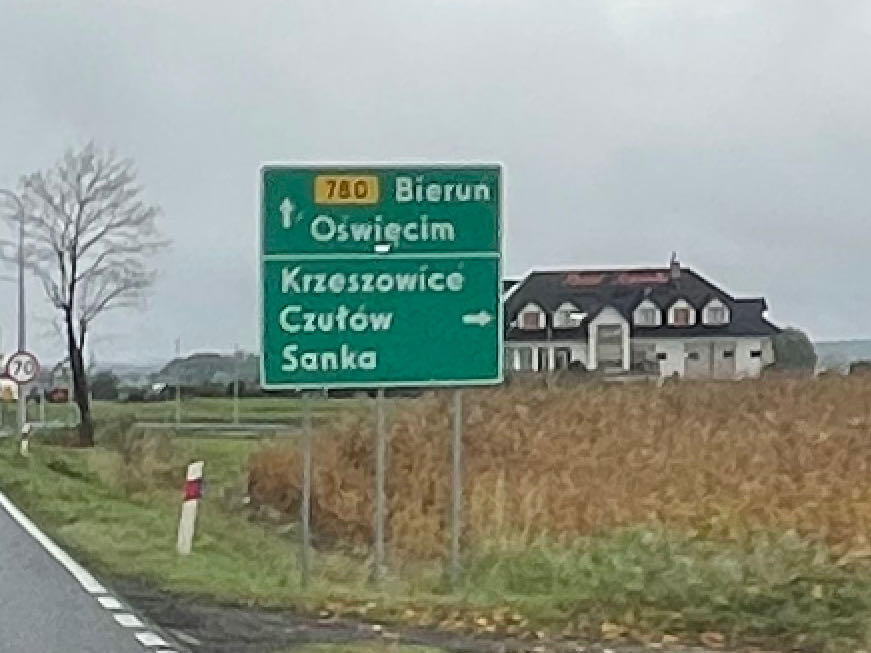 780 Bieruń
Oświęcim
Krzeszowice
Czułów
Sanka
70